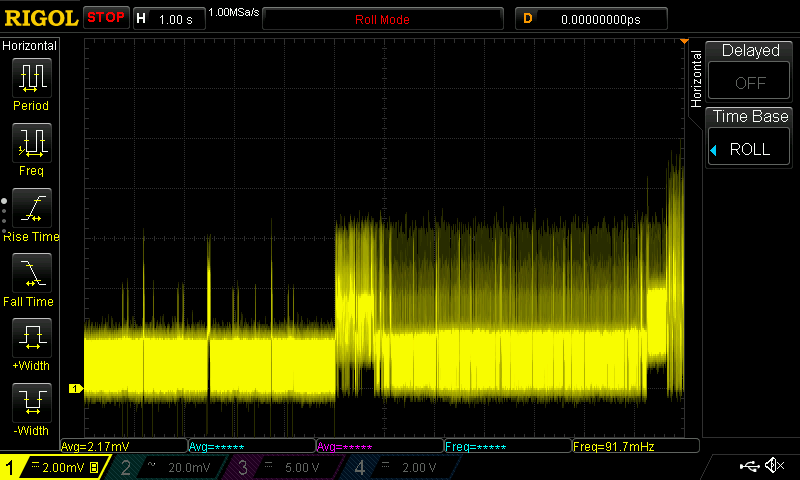 RIGOL STOP H 1.00 s 1.00MSa/s Roll Mode D 0.00000000ps
Horizontal
Period
Freq
Rise Time
Fall Time
+Width
-Width
1
Horizontal
Delayed
OFF
Time Base
ROLL
Avg=2.17mV Avg=***** Avg=***** Freq=***** Freq=91.7mHz
1 2.00mV B 2 20.0mV 3 5.00 V 4 2.00 V